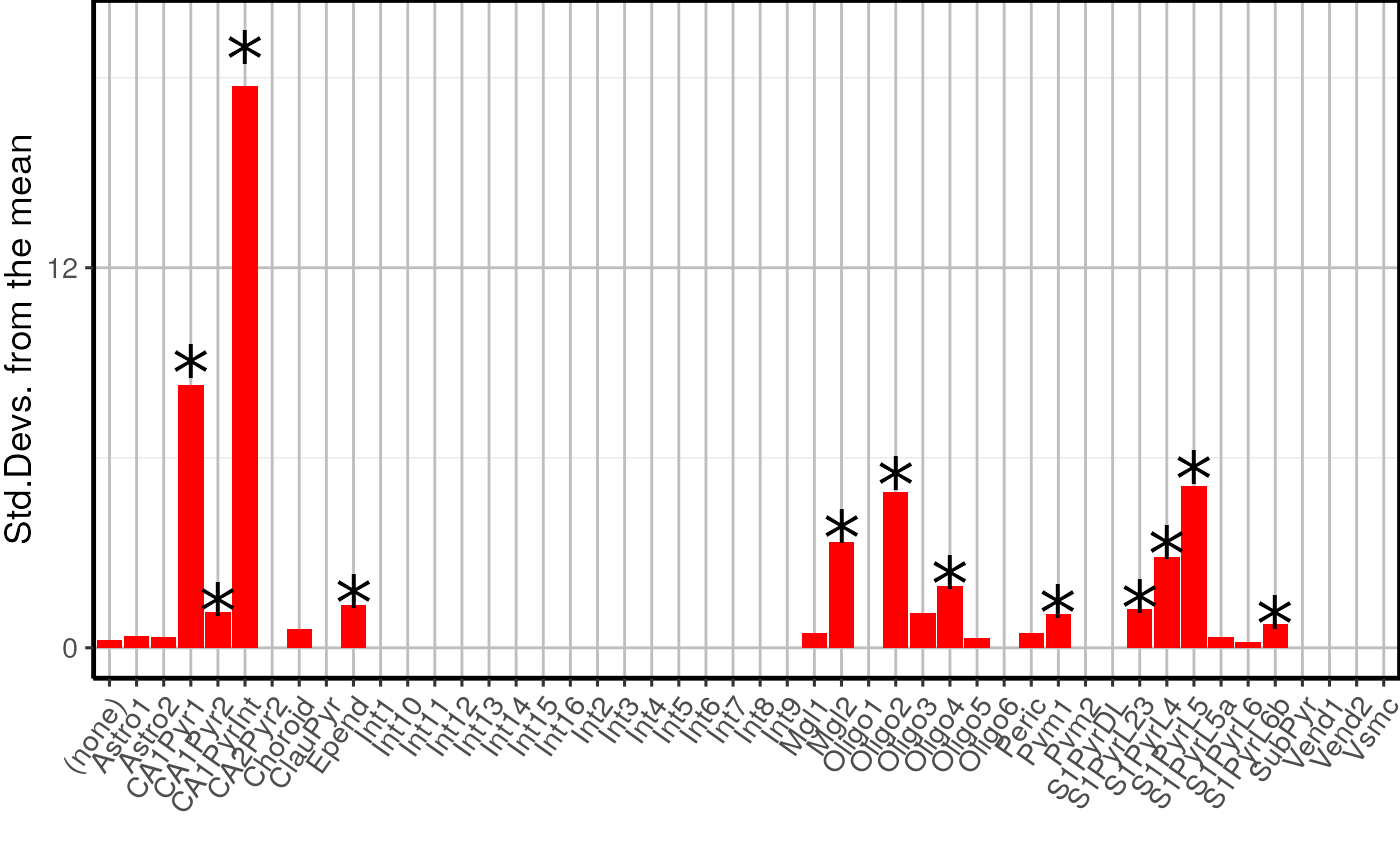 Std.Devs. from the mean
12
0
(none)
Astro1
Astro2
CA1Pyr1
CA1Pyr2
CA1PyrInt
CA2Pyr2
Choroid
ClauPyr
Epend
Int1
Int10
Int11
Int12
Int13
Int14
Int15
Int16
Int2
Int3
Int4
Int5
Int6
Int7
Int8
Int9
Mgl1
Mgl2
Oligo1
Oligo2
Oligo3
Oligo4
Oligo5
Oligo6
Peric
Pvm1
Pvm2
S1PyrDL
S1PyrL23
S1PyrL4
S1PyrL5
S1PyrL5a
S1PyrL6
S1PyrL6b
SubPyr
Vend1
Vend2
Vsmc